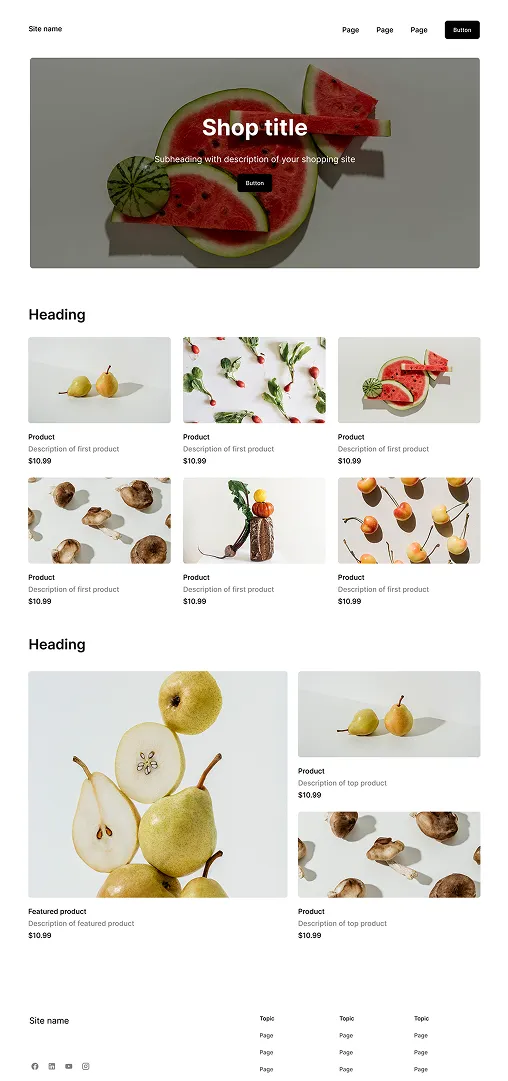 Site name
Page Page Page Button
Shop title
Subheading with description of your shopping site
Button
Heading
Product Product Product
Description of first product Description of first product Description of first product
$10.99 $10.99 $10.99
Product Product Product
Description of first product Description of first product Description of first product
$10.99 $10.99 $10.99
Heading
Product
Description of top product
$10.99
Featured product
Description of featured product
$10.99
Product
Description of top product
$10.99
Site name
Topic Topic Topic
Page Page Page
Page Page Page
Page Page Page